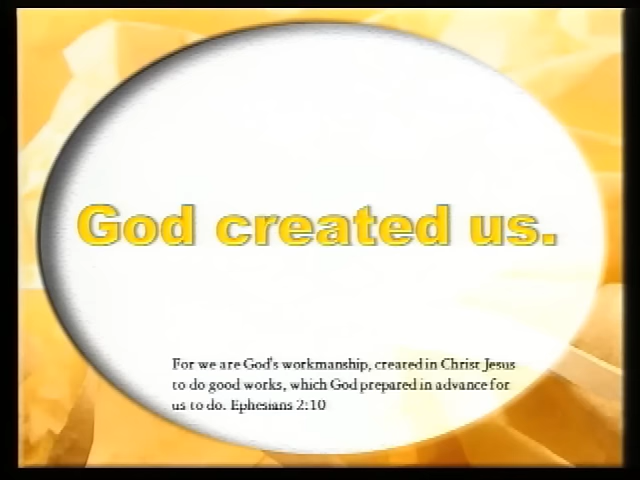 God created us.
For we are God's workmanship, created in Christ Jesus
to do good works, which God prepared in advance for
us to do. Ephesians 2:10